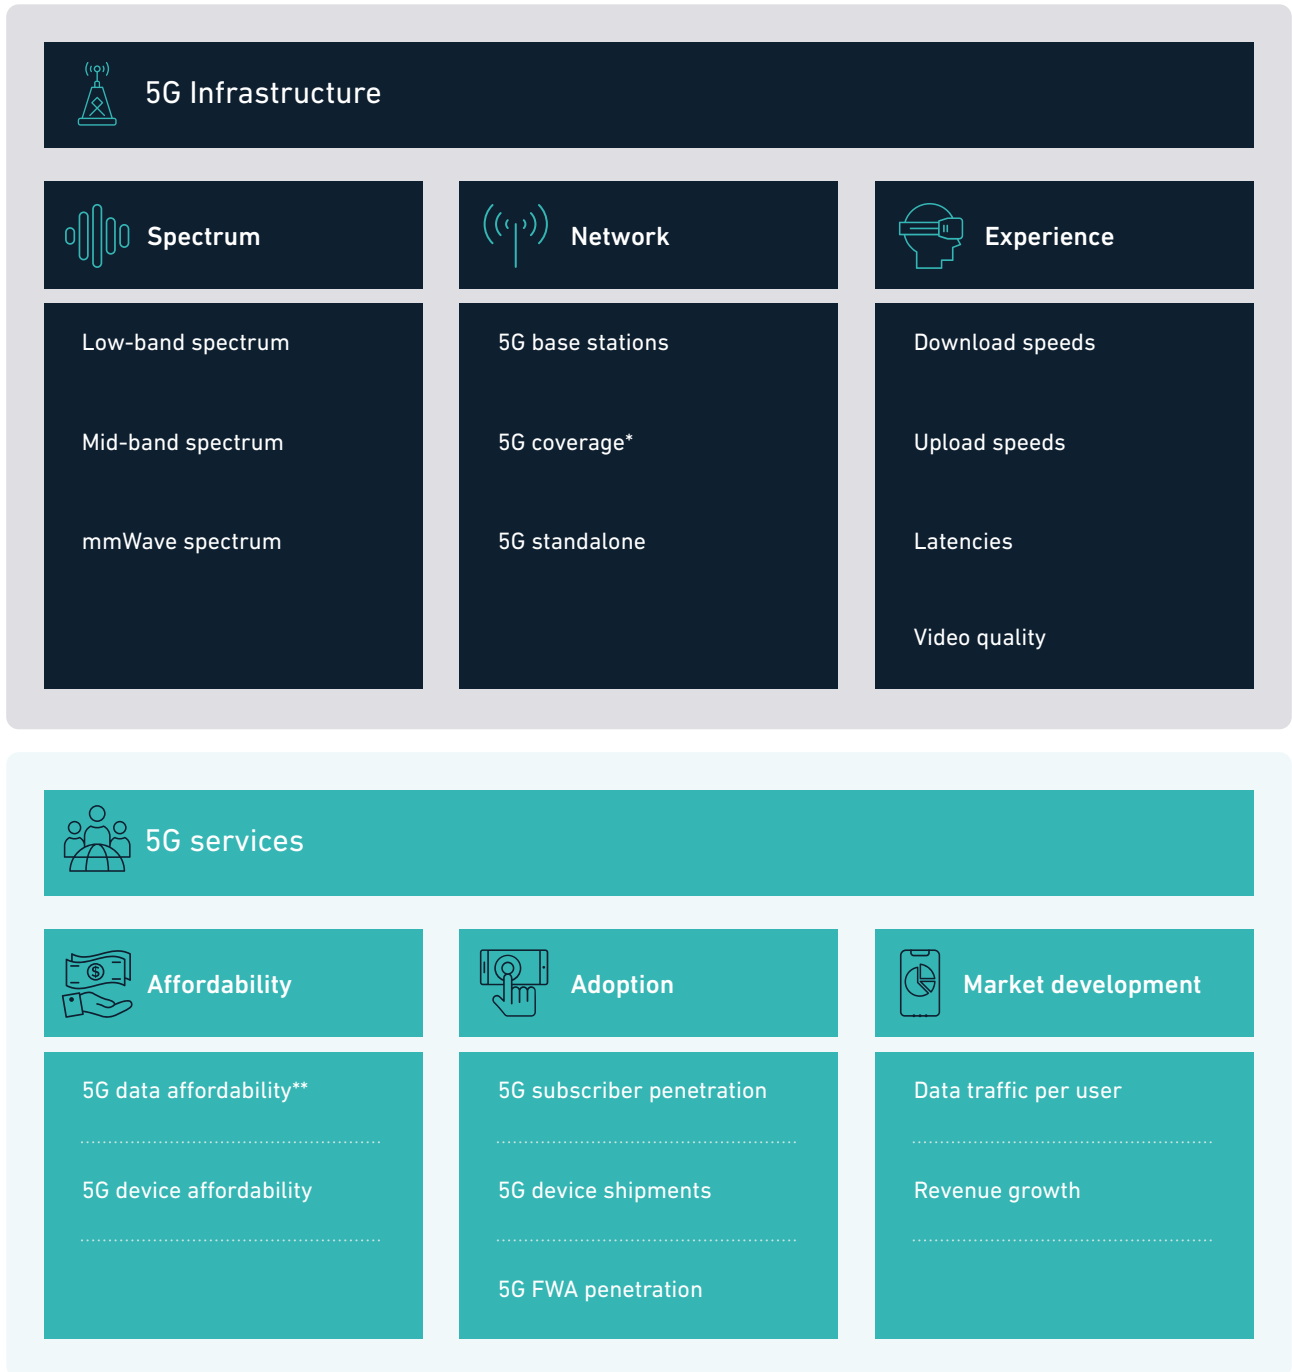 5G Infrastructure
Spectrum
Low-band spectrum
Mid-band spectrum
mmWave spectrum
Network
5G base stations
5G coverage*
5G standalone
Experience
Download speeds
Upload speeds
Latencies
Video quality
5G services
Affordability
5G data affordability**
5G device affordability
Adoption
5G subscriber penetration
5G device shipments
5G FWA penetration
Market development
Data traffic per user
Revenue growth